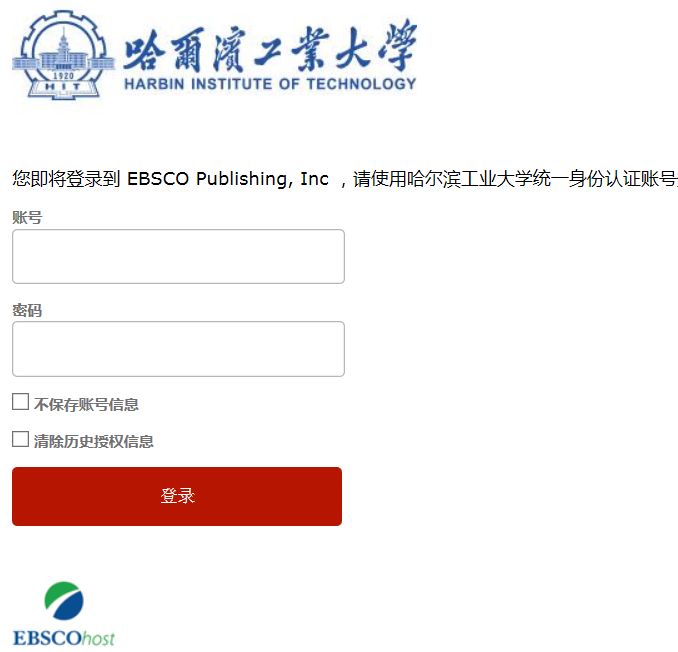 1920
HIT
哈爾濱工業大學
HARBIN INSTITUTE OF TECHNOLOGY
您即将登录到 EBSCO Publishing, Inc ，请使用哈尔滨工业大学统一身份认证账号
账号
密码
不保存账号信息
清除历史授权信息
登录
EBSCOhost